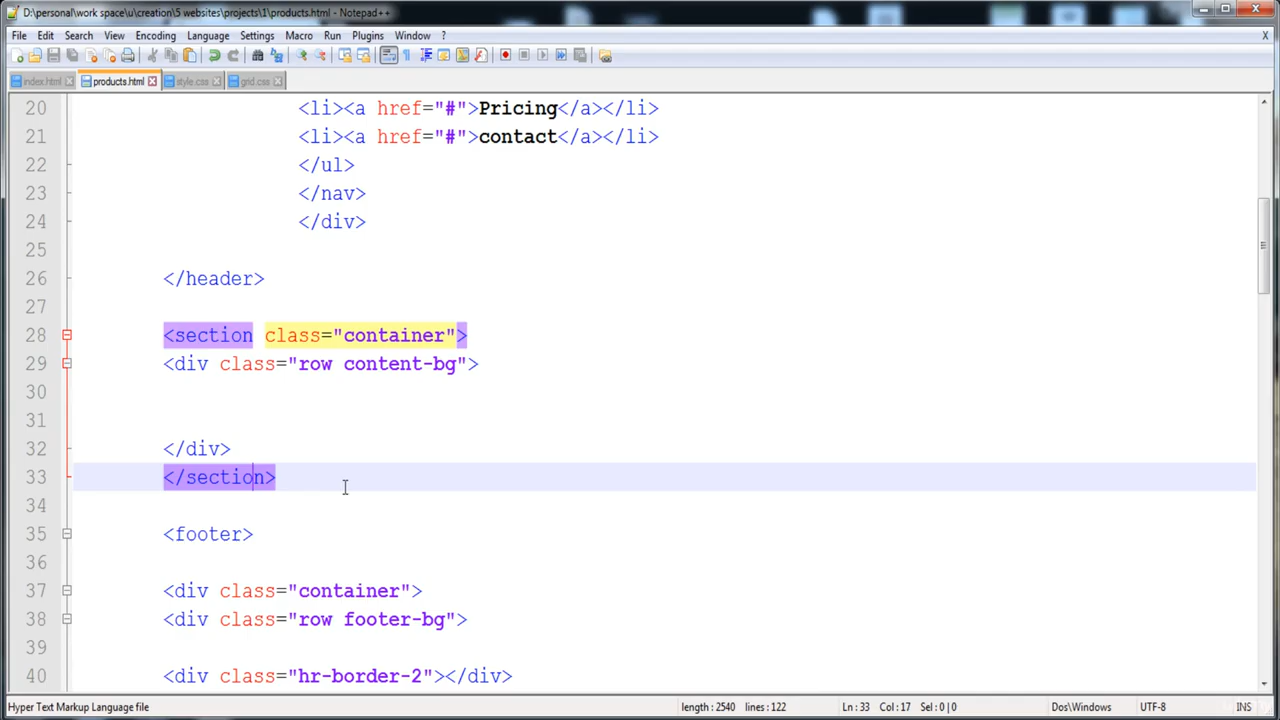 D:\personal\work space\u\creation\5 websites\projects\1\products.html - Notepad++
File Edit Search View Encoding Language Settings Macro Run Plugins Window ? X
index.html products.html style.css grid.css
20 <li><a href="#">Pricing</a></li>
21 <li><a href="#">contact</a></li>
22 </ul>
23 </nav>
24 </div>
25
26 </header>
27
28 <section class="container">
29 <div class="row content-bg">
30
31
32 </div>
33 </section>
34
35 <footer>
36
37 <div class="container">
38 <div class="row footer-bg">
39
40 <div class="hr-border-2"></div>
Hyper Text Markup Language file length : 2540 lines : 122 Ln : 33 Col : 17 Sel : 0 | 0 Dos\Windows UTF-8 INS